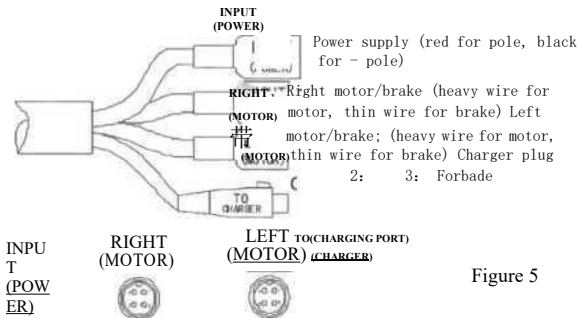 INPUT
(POWER)
Power supply (red for pole, black
for - pole)
RIGHT
Right motor/brake (heavy wire for
(MOTOR)
motor, thin wire for brake) Left
带
motor/brake; (heavy wire for motor,
(MOTOR)
thin wire for brake) Charger plug
2: 3: Forbade
TO
CHARGER
INPU
T
(POW
ER)
RIGHT
(MOTOR)
LEFT
(MOTOR)
TO(CHARGING PORT)
(CHARGER)
Figure 5